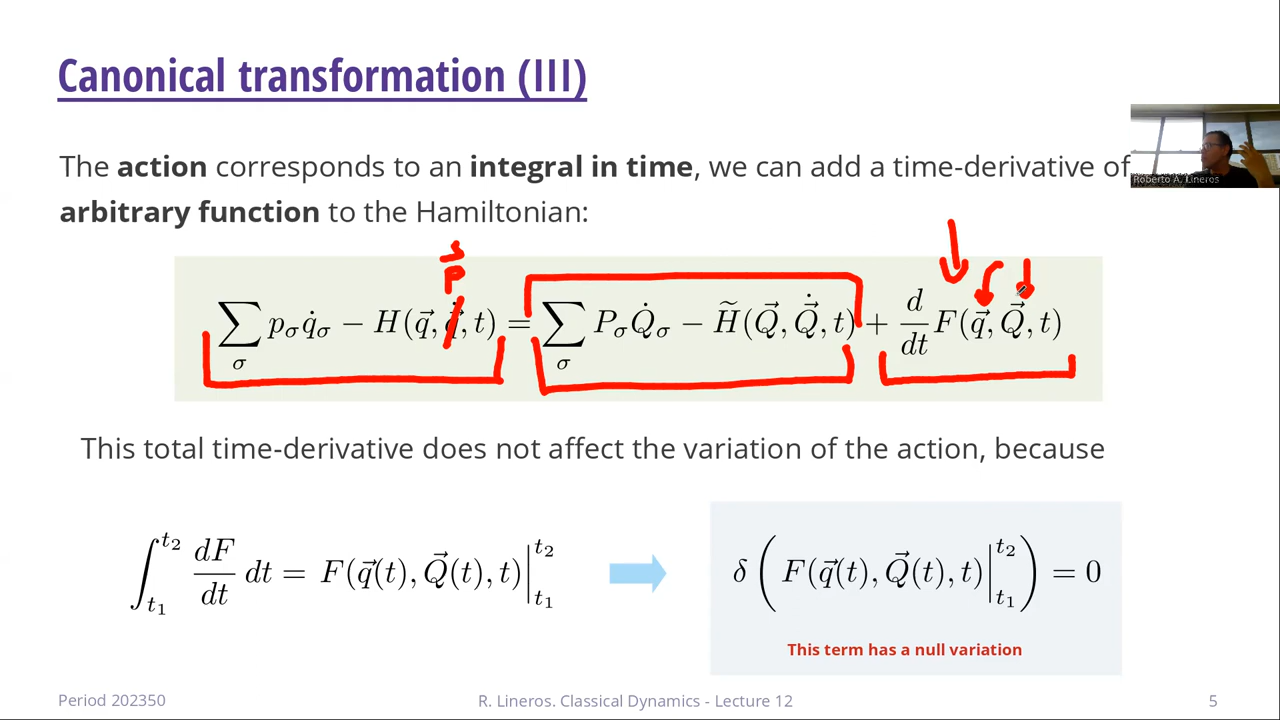 Canonical transformation (III)
The action corresponds to an integral in time, we can add a time-derivative of
Roberto A. Lineros
arbitrary function to the Hamiltonian:
p⃗
∑_σ p_σ q̇_σ − H(q⃗, q⃗̇, t) = ∑_σ P_σ Q̇_σ − H̃(Q⃗, Q⃗̇, t) + d/dt F(q⃗, Q⃗, t)
This total time-derivative does not affect the variation of the action, because
∫_{t₁}^{t₂} dF/dt dt = F(q⃗(t), Q⃗(t), t)|_{t₁}^{t₂}
δ(F(q⃗(t), Q⃗(t), t)|_{t₁}^{t₂}) = 0
This term has a null variation
Period 202350
R. Lineros. Classical Dynamics - Lecture 12
5